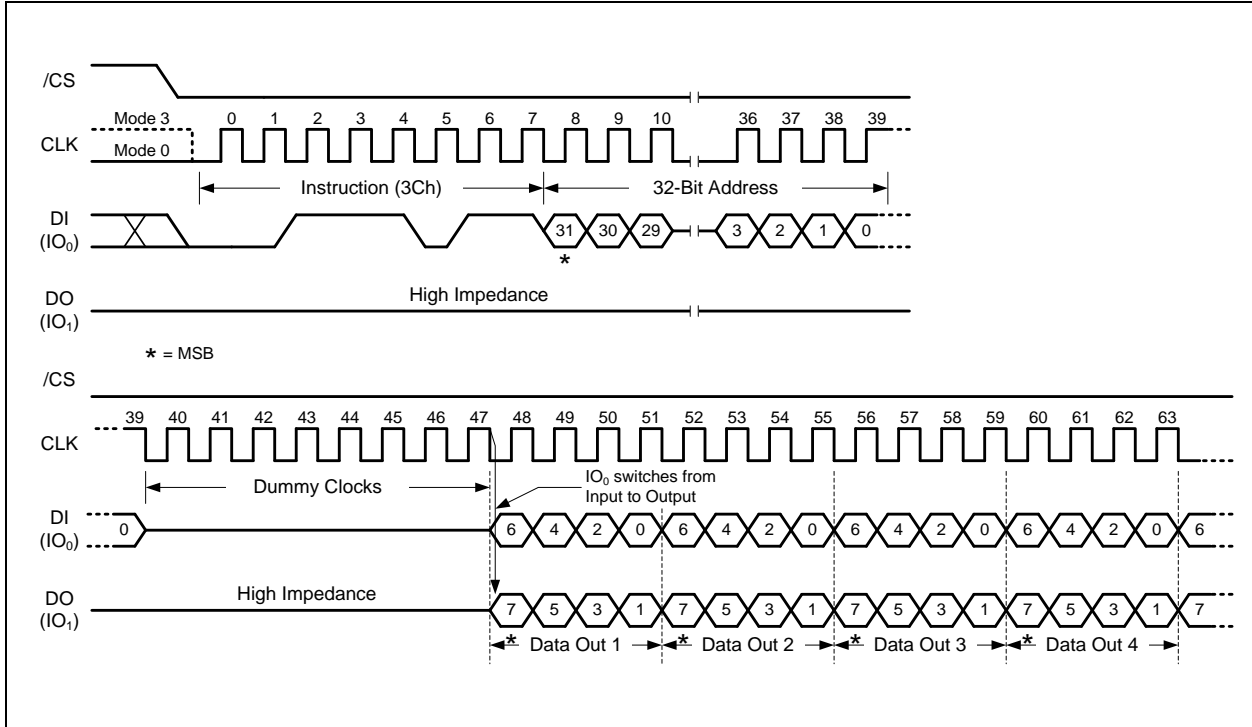 /CS
Mode 3 0 1 2 3 4 5 6 7 8 9 10 36 37 38 39
CLK
Mode 0
Instruction (3Ch) 32-Bit Address
DI
(IO₀)
31 30 29 3 2 1 0
*
High Impedance
DO
(IO₁)
* = MSB
/CS
39 40 41 42 43 44 45 46 47 48 49 50 51 52 53 54 55 56 57 58 59 60 61 62 63
CLK
Dummy Clocks
IO₀ switches from
Input to Output
DI
(IO₀)
0 6 4 2 0 6 4 2 0 6 4 2 0 6 4 2 0 6
High Impedance
DO
(IO₁)
7 5 3 1 7 5 3 1 7 5 3 1 7 5 3 1 7
* Data Out 1 * Data Out 2 * Data Out 3 * Data Out 4